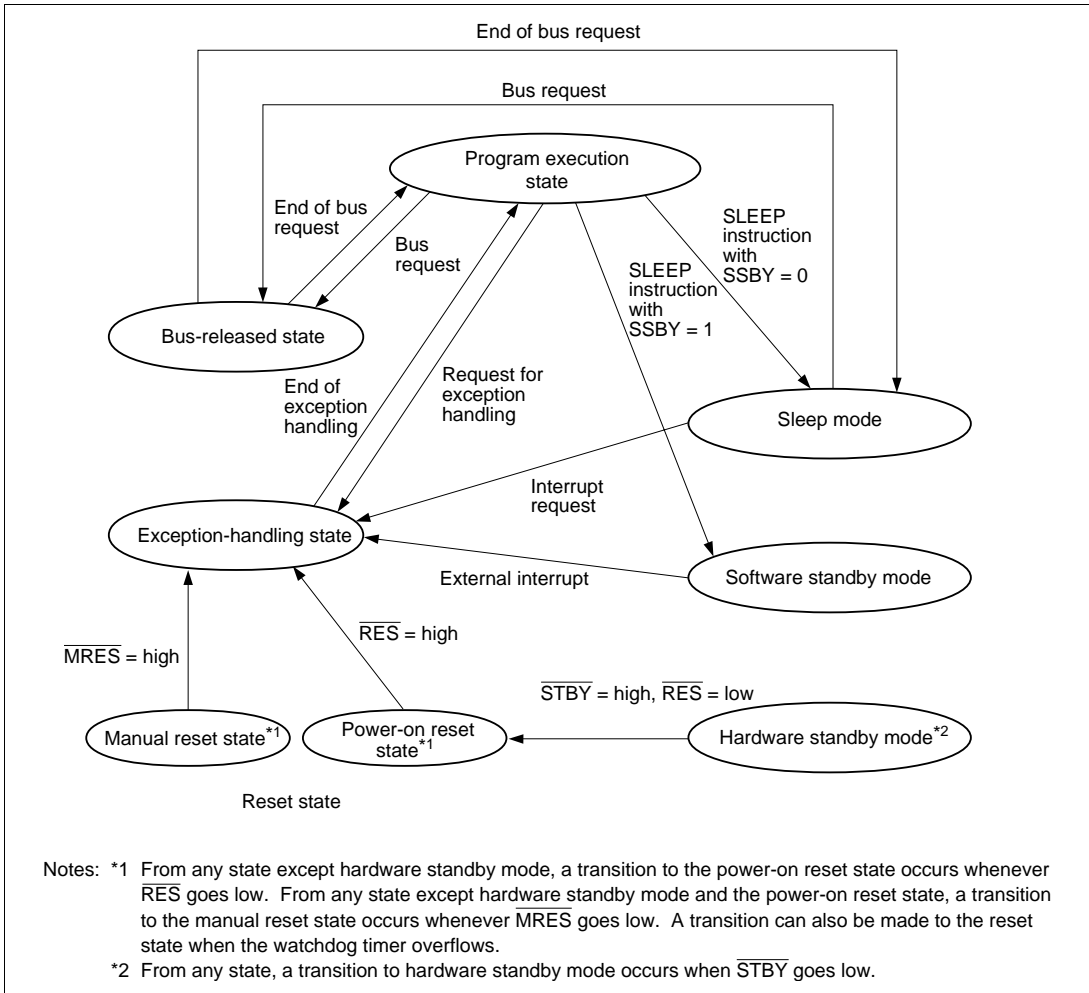 End of bus request
Bus request
Program execution
state
End of bus
request
Bus
request
SLEEP
instruction
with
SSBY = 0
SLEEP
instruction
with
SSBY = 1
Bus-released state
End of
exception
handling
Request for
exception
handling
Sleep mode
Interrupt
request
Exception-handling state
External interrupt
Software standby mode
M̅R̅E̅S̅ = high
R̅E̅S̅ = high
S̅T̅B̅Y̅ = high, R̅E̅S̅ = low
Manual reset state*1
Power-on reset
state*1
Hardware standby mode*2
Reset state
Notes: *1 From any state except hardware standby mode, a transition to the power-on reset state occurs whenever
R̅E̅S̅ goes low. From any state except hardware standby mode and the power-on reset state, a transition
to the manual reset state occurs whenever M̅R̅E̅S̅ goes low. A transition can also be made to the reset
state when the watchdog timer overflows.
*2 From any state, a transition to hardware standby mode occurs when S̅T̅B̅Y̅ goes low.